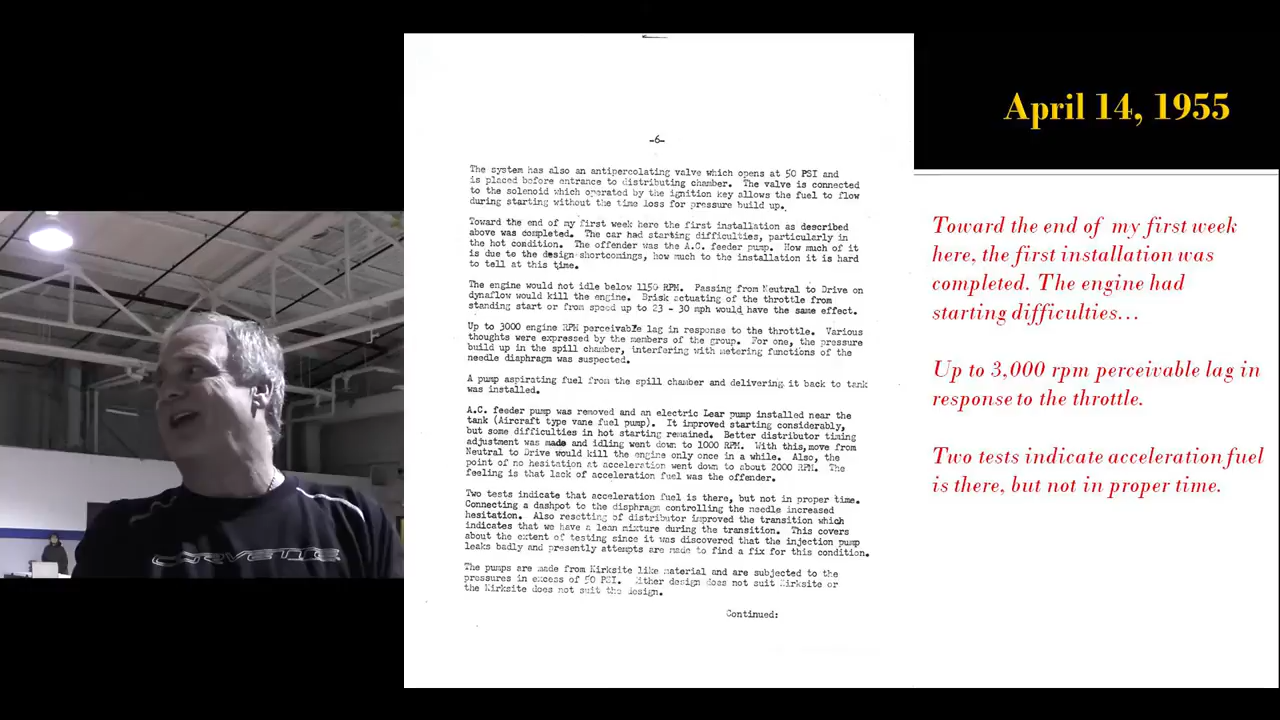 April 14, 1955
-6-
The system has also an antipercolating valve which opens at 50 PSI and
is placed before entrance to distributing chamber. The valve is connected
to the solenoid which operated by the ignition key allows the fuel to flow
during starting without the time loss for pressure build up.
Toward the end of my first week here the first installation as described
above was completed. The car had starting difficulties, particularly in
the hot condition. The offender was the A.C. feeder pump. How much of it
is due to the design shortcomings, how much to the installation it is hard
to tell at this time.
The engine would not idle below 1150 RPM. Passing from Neutral to Drive on
dynaflow would kill the engine. Brisk actuating of the throttle from
standing start or from speed up to 23 - 30 mph would have the same effect.
Up to 3000 engine RPM perceivable lag in response to the throttle. Various
thoughts were expressed by the members of the group. For one, the pressure
build up in the spill chamber, interfering with metering functions of the
needle diaphragm was suspected.
A pump aspirating fuel from the spill chamber and delivering it back to tank
was installed.
A.C. feeder pump was removed and an electric Lear pump installed near the
tank (Aircraft type vane fuel pump). It improved starting considerably,
but some difficulties in hot starting remained. Better distributor timing
adjustment was made and idling went down to 1000 RPM. With this, move from
Neutral to Drive would kill the engine only once in a while. Also, the
point of no hesitation at acceleration went down to about 2000 RPM. The
feeling is that lack of acceleration fuel was the offender.
Two tests indicate that acceleration fuel is there, but not in proper time.
Connecting a dashpot to the disphragm controlling the needle increased
hesitation. Also resetting of distributor improved the transition which
indicates that we have a lean mixture during the transition. This covers
about the extent of testing since it was discovered that the injection pump
leaks badly and presently attempts are made to find a fix for this condition.
The pumps are made from Kirksite like material and are subjected to the
pressures in excess of 50 PSI. Either design does not suit Kirksite or
the Kirksite does not suit the design.
Continued:
Toward the end of my first week
here, the first installation was
completed. The engine had
starting difficulties...
Up to 3,000 rpm perceivable lag in
response to the throttle.
Two tests indicate acceleration fuel
is there, but not in proper time.
CORVETTE